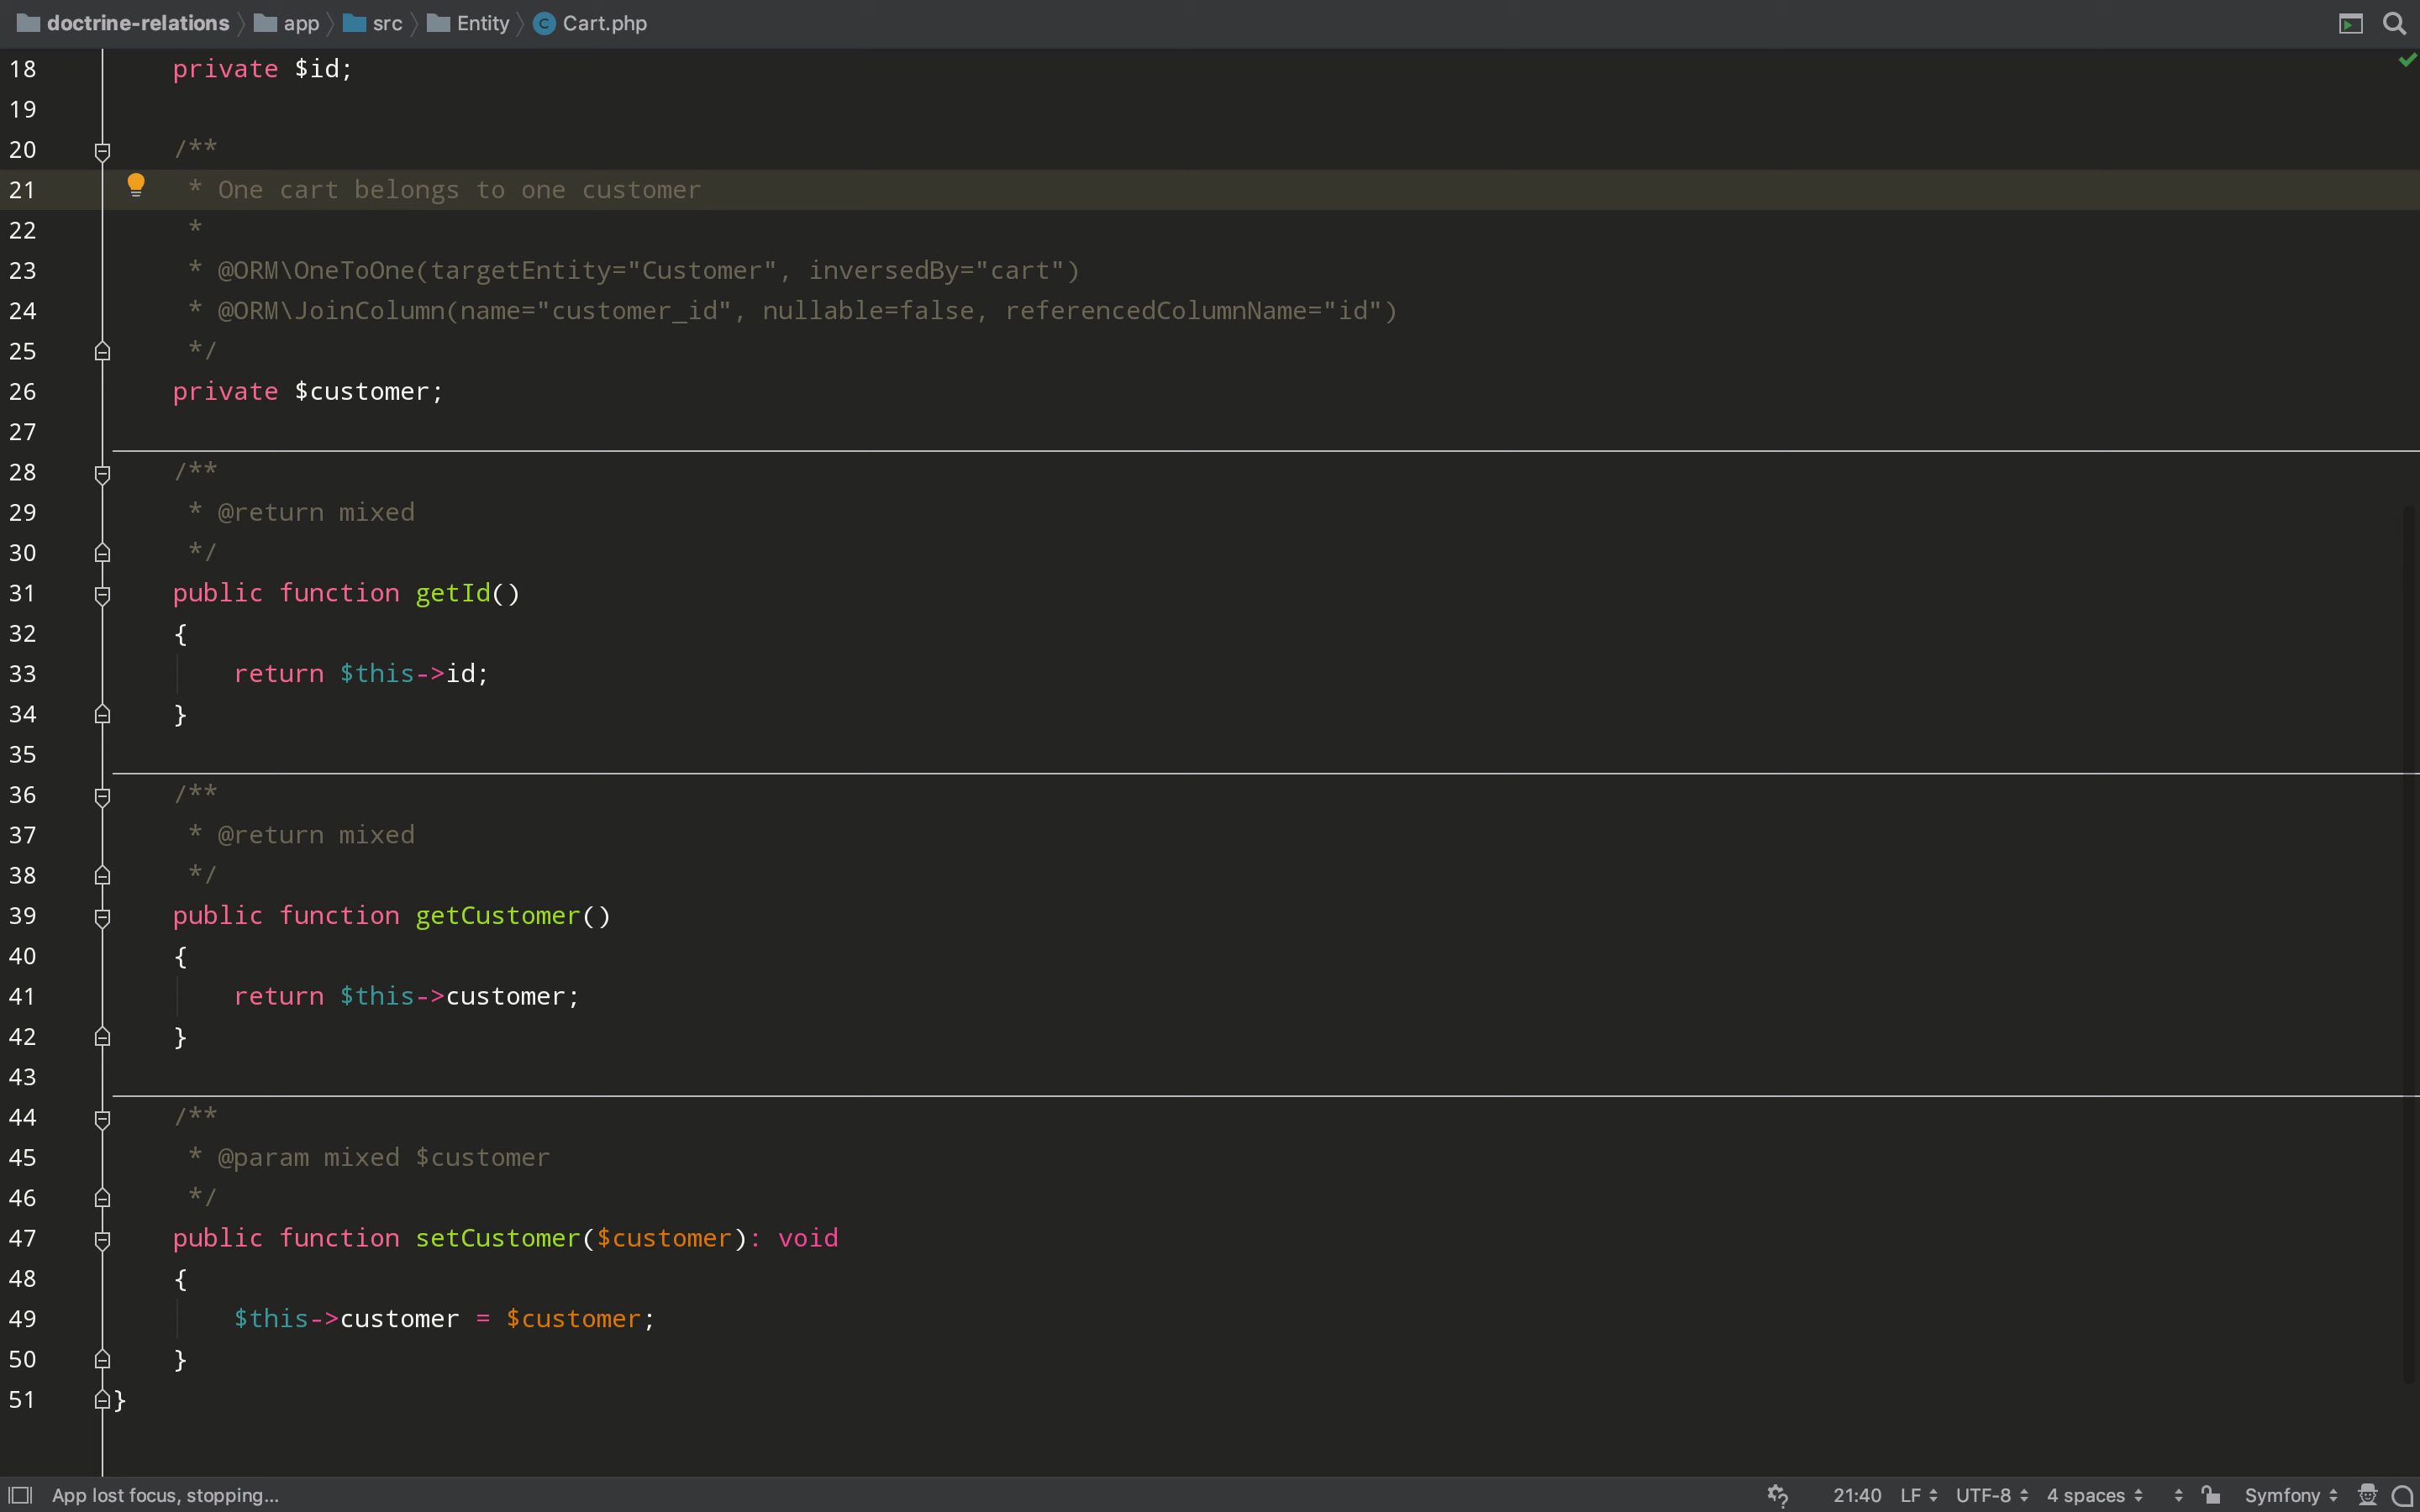 doctrine-relations app src Entity C Cart.php
18 private $id;
19
20 /**
21 * One cart belongs to one customer
22 *
23 * @ORM\OneToOne(targetEntity="Customer", inversedBy="cart")
24 * @ORM\JoinColumn(name="customer_id", nullable=false, referencedColumnName="id")
25 */
26 private $customer;
27
28 /**
29 * @return mixed
30 */
31 public function getId()
32 {
33 return $this->id;
34 }
35
36 /**
37 * @return mixed
38 */
39 public function getCustomer()
40 {
41 return $this->customer;
42 }
43
44 /**
45 * @param mixed $customer
46 */
47 public function setCustomer($customer): void
48 {
49 $this->customer = $customer;
50 }
51 }
App lost focus, stopping... 21:40 LF UTF-8 4 spaces Symfony